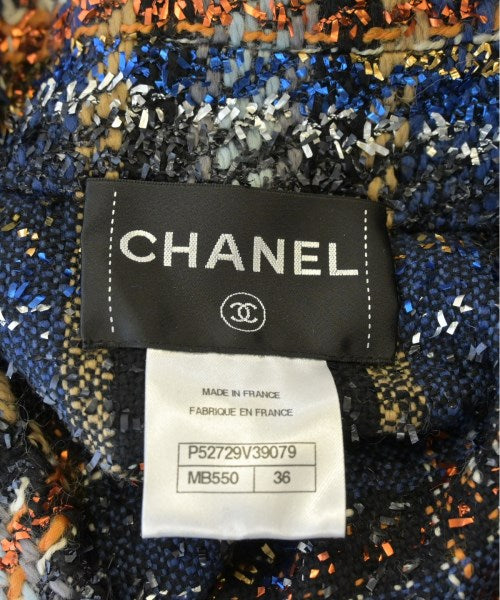 CHANEL
MADE IN FRANCE
FABRIQUE EN FRANCE
P52729V39079
MB550 36